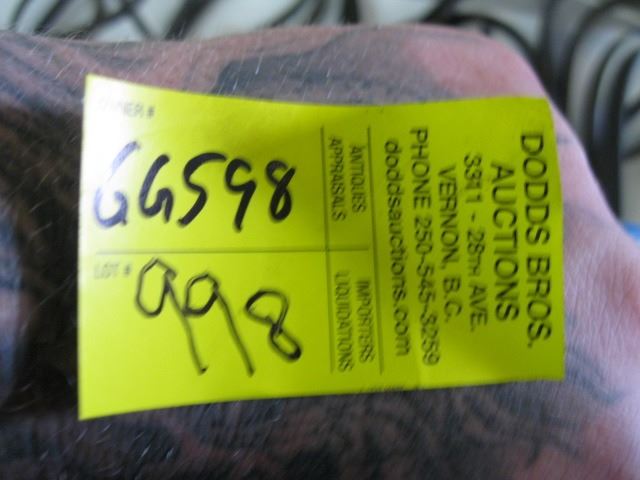 DODDS BROS.
AUCTIONS
3311 - 28TH AVE.
VERNON, B.C.
PHONE 250-545-3259
doddsauctions.com
ANTIQUES
APPRAISALS
IMPORTERS
LIQUIDATIONS
OWNER #
GG598
LOT #
998